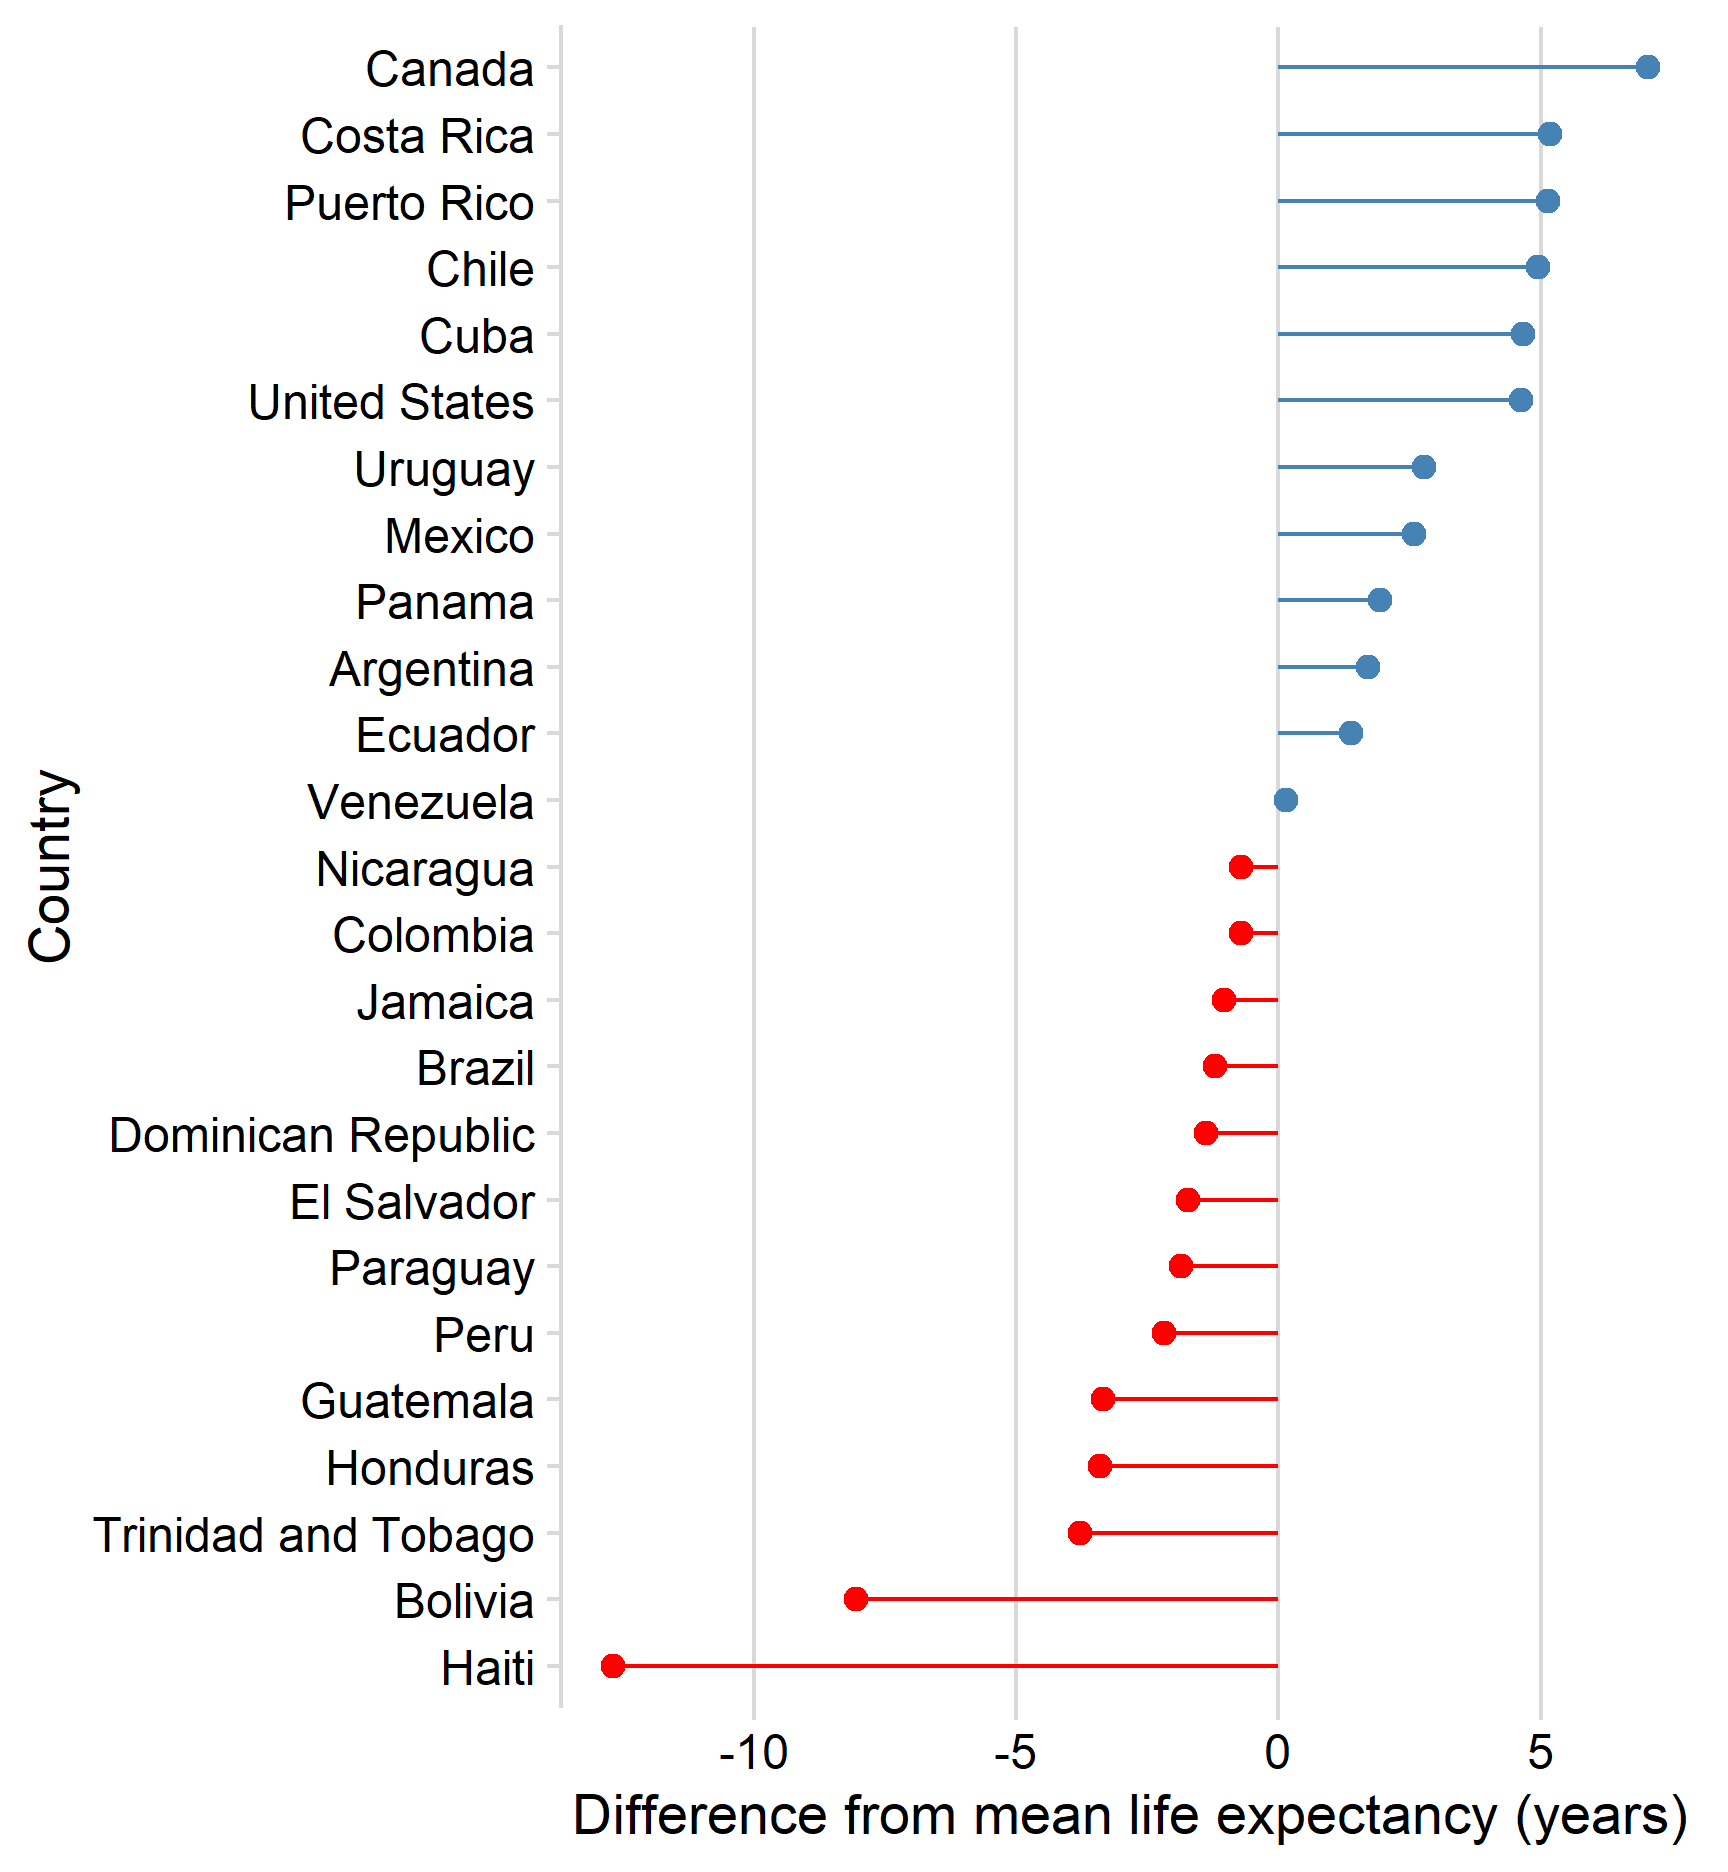 Canada
Costa Rica
Puerto Rico
Chile
Cuba
United States
Uruguay
Mexico
Panama
Argentina
Ecuador
Venezuela
Nicaragua
Colombia
Jamaica
Brazil
Dominican Republic
El Salvador
Paraguay
Peru
Guatemala
Honduras
Trinidad and Tobago
Bolivia
Haiti
Country
-10 -5 0 5
Difference from mean life expectancy (years)